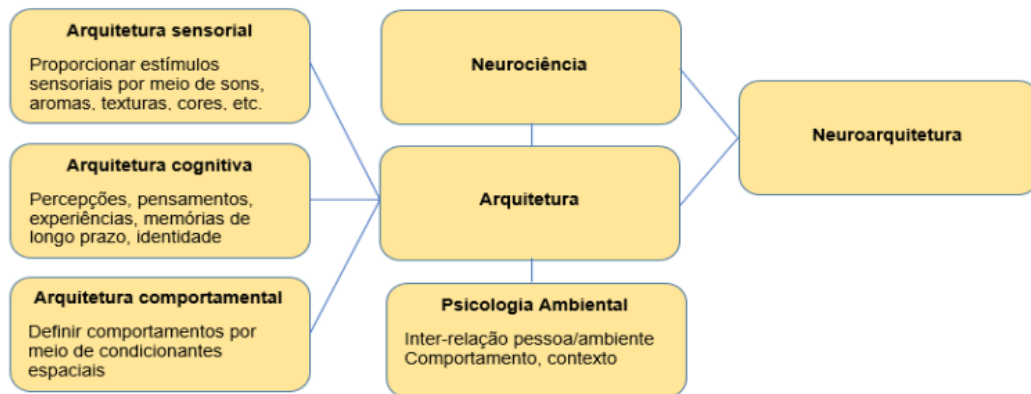 Arquitetura sensorial
Proporcionar estímulos
sensoriais por meio de sons,
aromas, texturas, cores, etc.
Arquitetura cognitiva
Percepções, pensamentos,
experiências, memórias de
longo prazo, identidade
Arquitetura comportamental
Definir comportamentos por
meio de condicionantes
espaciais
Neurociência
Arquitetura
Psicologia Ambiental
Inter-relação pessoa/ambiente
Comportamento, contexto
Neuroarquitetura